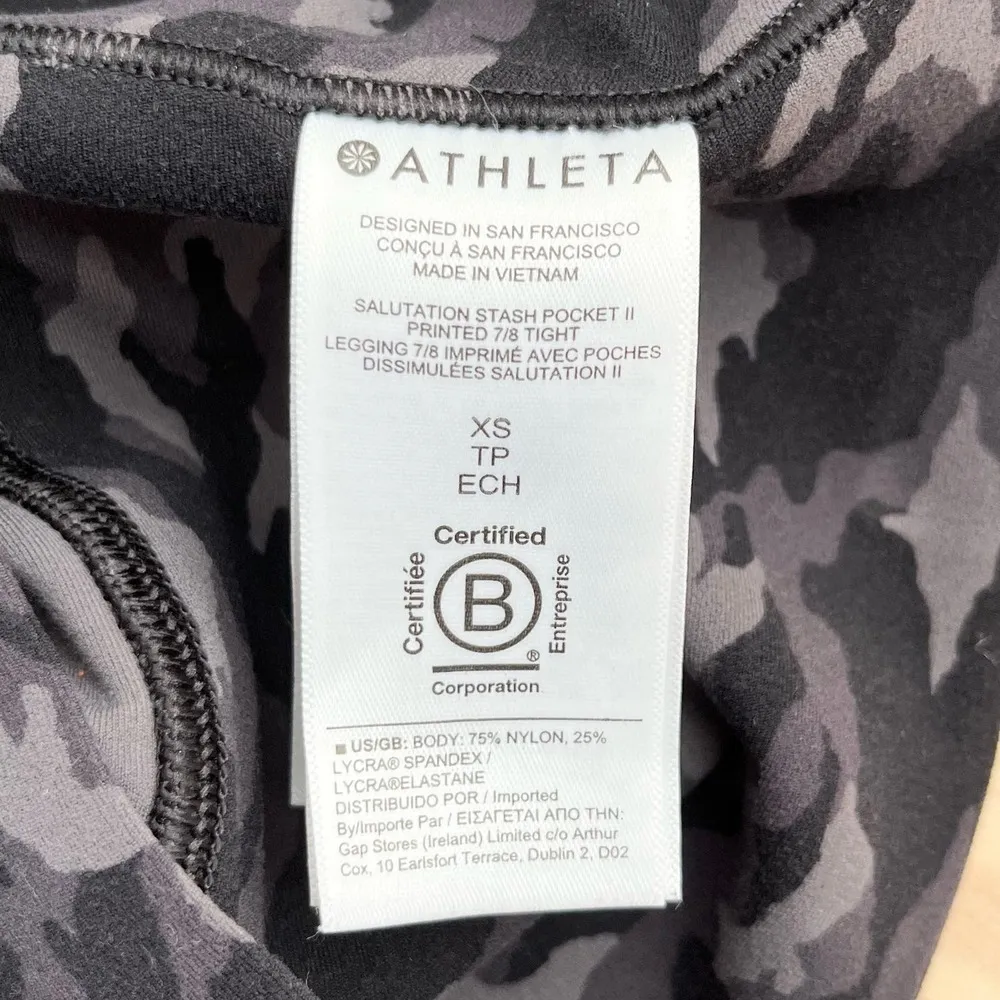 ATHLETA
DESIGNED IN SAN FRANCISCO
CONÇU À SAN FRANCISCO
MADE IN VIETNAM
SALUTATION STASH POCKET II
PRINTED 7/8 TIGHT
LEGGING 7/8 IMPRIMÉ AVEC POCHES
DISSIMULÉES SALUTATION II
XS
TP
ECH
Certified
Certifiée
B
Entreprise
®
Corporation
US/GB: BODY: 75% NYLON, 25%
LYCRA® SPANDEX /
LYCRA®ELASTANE
DISTRIBUIDO POR / Imported
By/Importe Par / ΕΙΣΑΓΕΤΑΙ ΑΠΟ ΤΗΝ:
Gap Stores (Ireland) Limited c/o Arthur
Cox, 10 Earlsfort Terrace, Dublin 2, D02